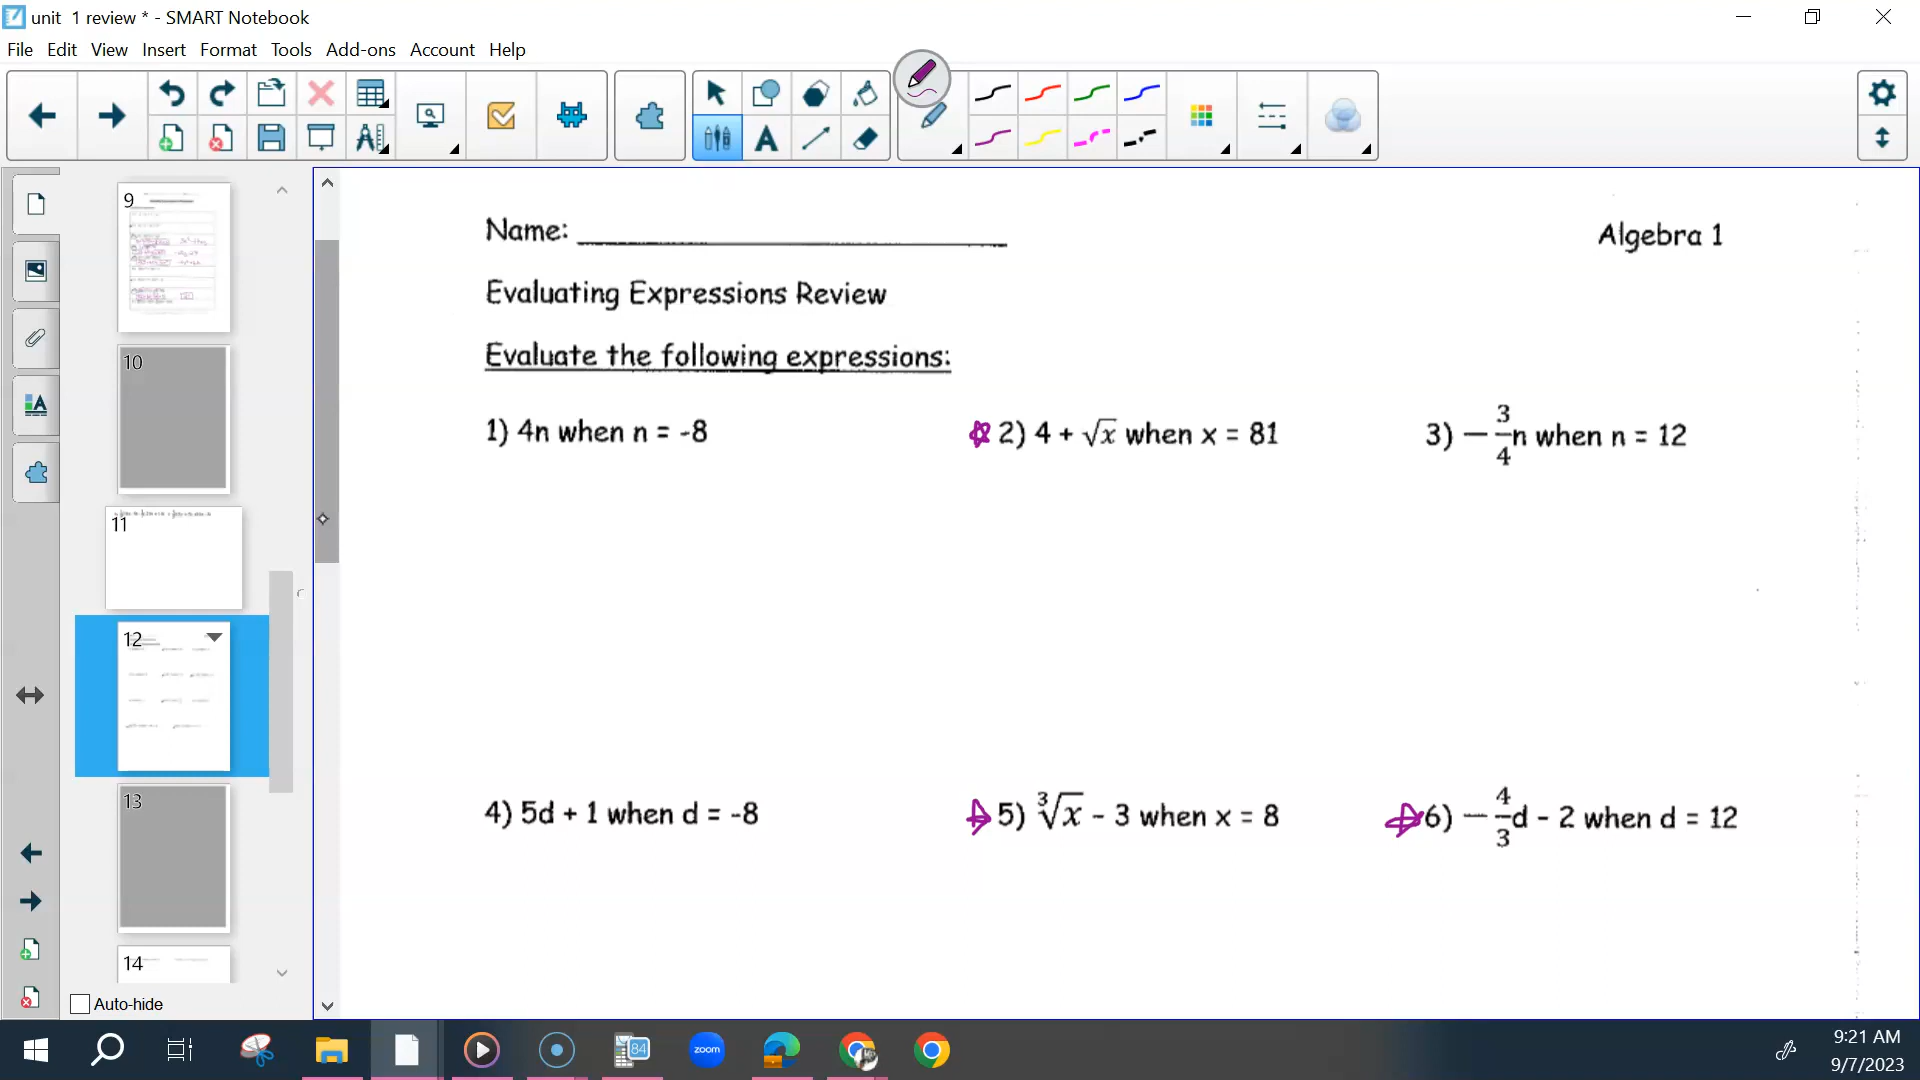 unit 1 review * - SMART Notebook
File Edit View Insert Format Tools Add-ons Account Help
9
10
11
12
13
14
Auto-hide
Name: ____________________
Algebra 1
Evaluating Expressions Review
Evaluate the following expressions:
1) 4n when n = -8
2) 4 + √x when x = 81
3) −3/4n when n = 12
4) 5d + 1 when d = -8
5) ∛x - 3 when x = 8
6) −4/3d - 2 when d = 12
84
zoom
9:21 AM
9/7/2023